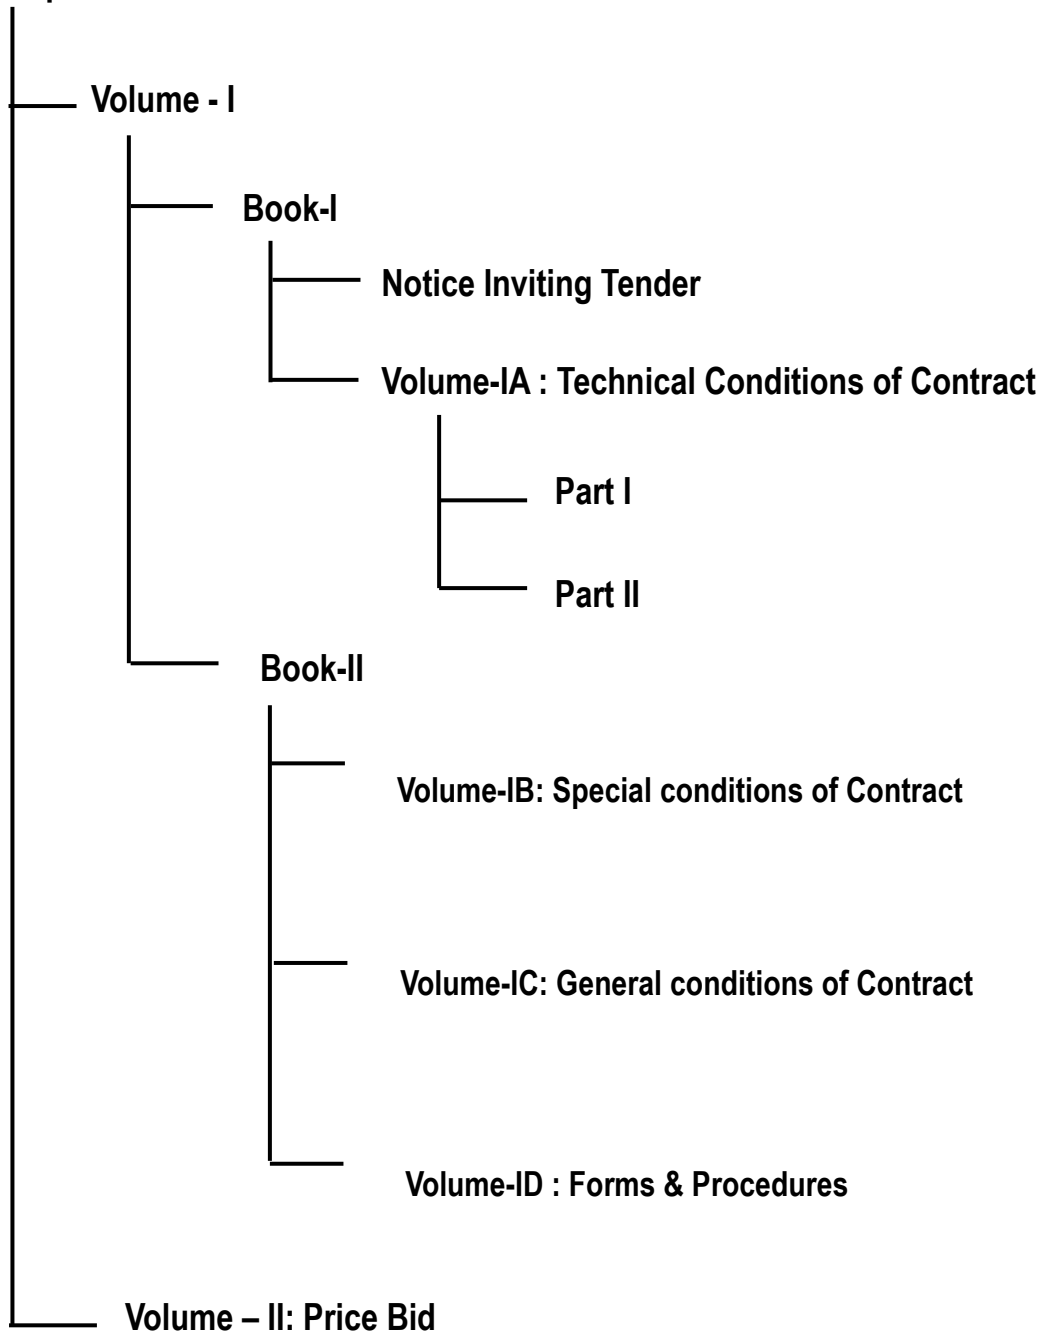 Volume - I
Book-I
Notice Inviting Tender
Volume-IA : Technical Conditions of Contract
Part I
Part II
Book-II
Volume-IB: Special conditions of Contract
Volume-IC: General conditions of Contract
Volume-ID : Forms & Procedures
Volume – II: Price Bid